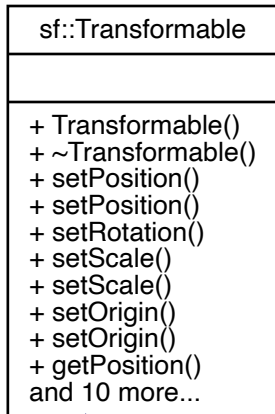 sf::Transformable
+ Transformable()
+ ~Transformable()
+ setPosition()
+ setPosition()
+ setRotation()
+ setScale()
+ setScale()
+ setOrigin()
+ setOrigin()
+ getPosition()
and 10 more...